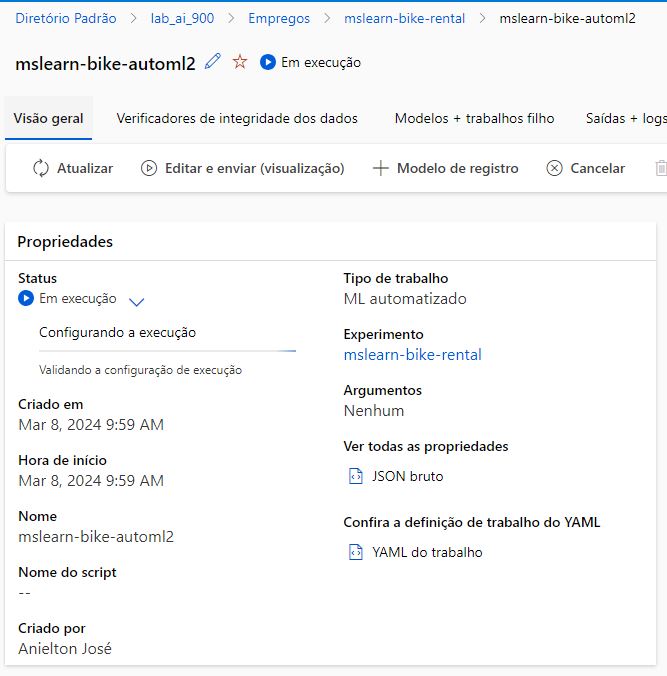 Diretório Padrão > lab_ai_900 > Empregos > mslearn-bike-rental > mslearn-bike-automl2
mslearn-bike-automl2 Em execução
Visão geral Verificadores de integridade dos dados Modelos + trabalhos filho Saídas + logs
Atualizar Editar e enviar (visualização) Modelo de registro Cancelar
Propriedades
Status
Em execução
Configurando a execução
Validando a configuração de execução
Criado em
Mar 8, 2024 9:59 AM
Hora de início
Mar 8, 2024 9:59 AM
Nome
mslearn-bike-automl2
Nome do script
--
Criado por
Anielton José
Tipo de trabalho
ML automatizado
Experimento
mslearn-bike-rental
Argumentos
Nenhum
Ver todas as propriedades
JSON bruto
Confira a definição de trabalho do YAML
YAML do trabalho